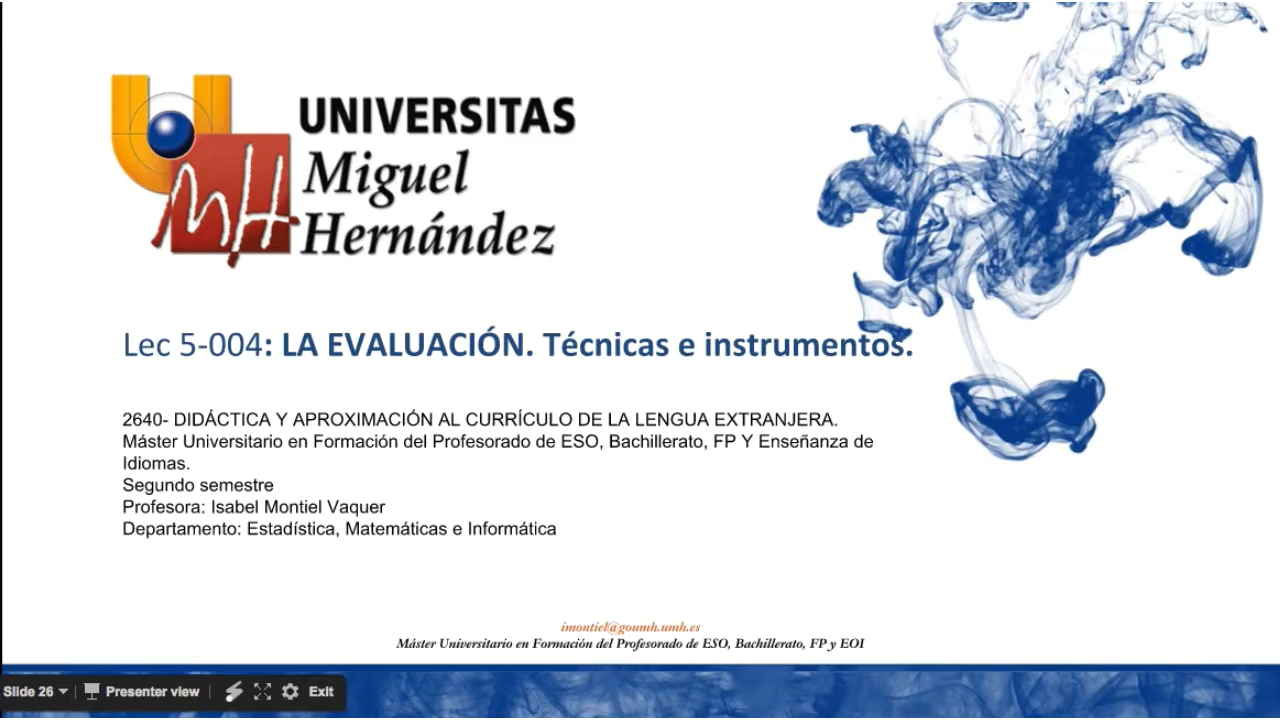 UNIVERSITAS
Miguel
Hernández
UMH
Lec 5-004: LA EVALUACIÓN. Técnicas e instrumentos.
2640- DIDÁCTICA Y APROXIMACIÓN AL CURRÍCULO DE LA LENGUA EXTRANJERA.
Máster Universitario en Formación del Profesorado de ESO, Bachillerato, FP Y Enseñanza de
Idiomas.
Segundo semestre
Profesora: Isabel Montiel Vaquer
Departamento: Estadística, Matemáticas e Informática
imontiel@goumh.umh.es
Máster Universitario en Formación del Profesorado de ESO, Bachillerato, FP y EOI
Slide 26 Presenter view Exit